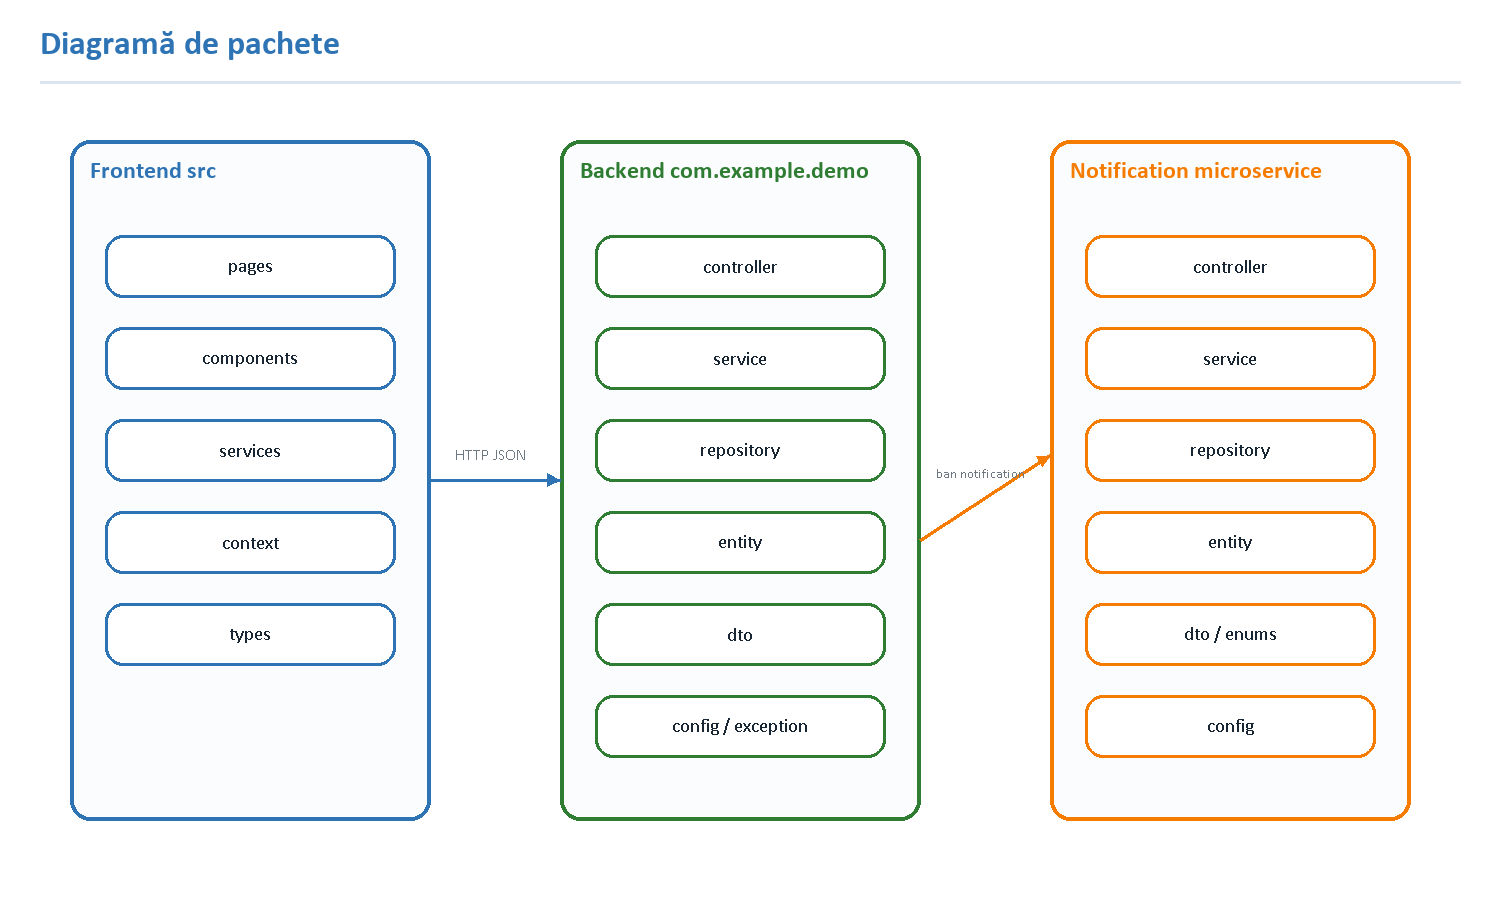 Diagramă de pachete
Frontend src
pages
components
services
context
types
HTTP JSON
Backend com.example.demo
controller
service
repository
entity
dto
config / exception
ban notification
Notification microservice
controller
service
repository
entity
dto / enums
config